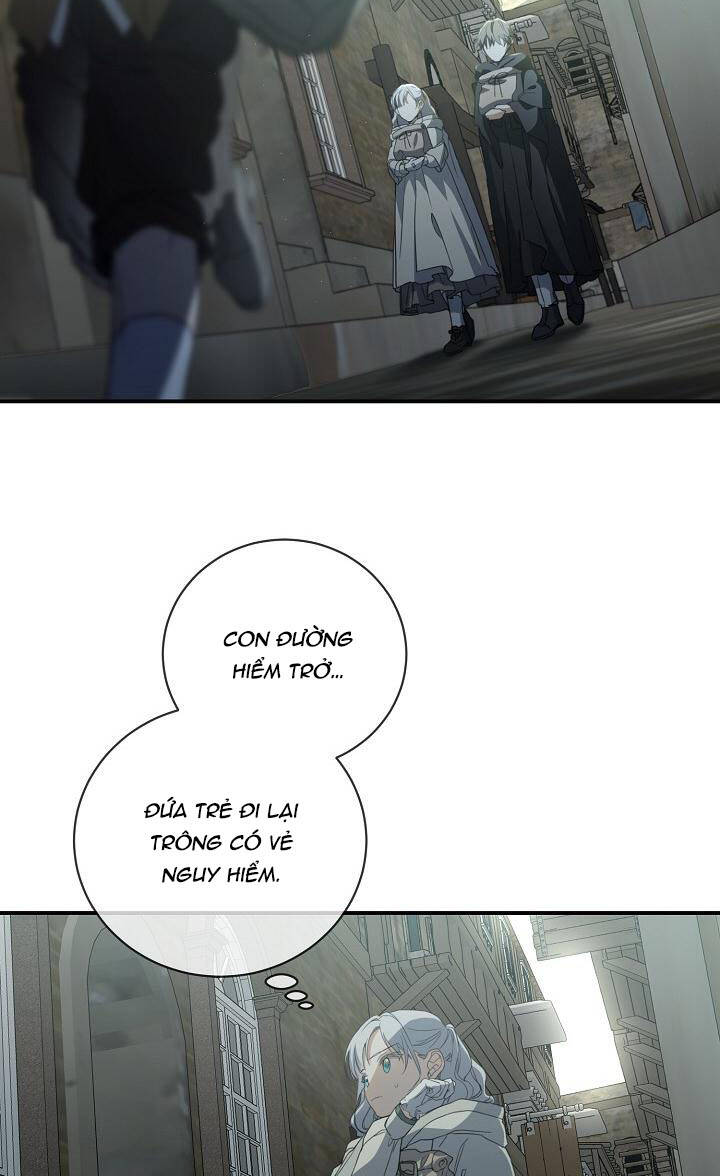 CON ĐƯỜNG
HIỂM TRỞ...
ĐỨA TRẺ ĐI LẠI
TRÔNG CÓ VẺ
NGUY HIỂM.